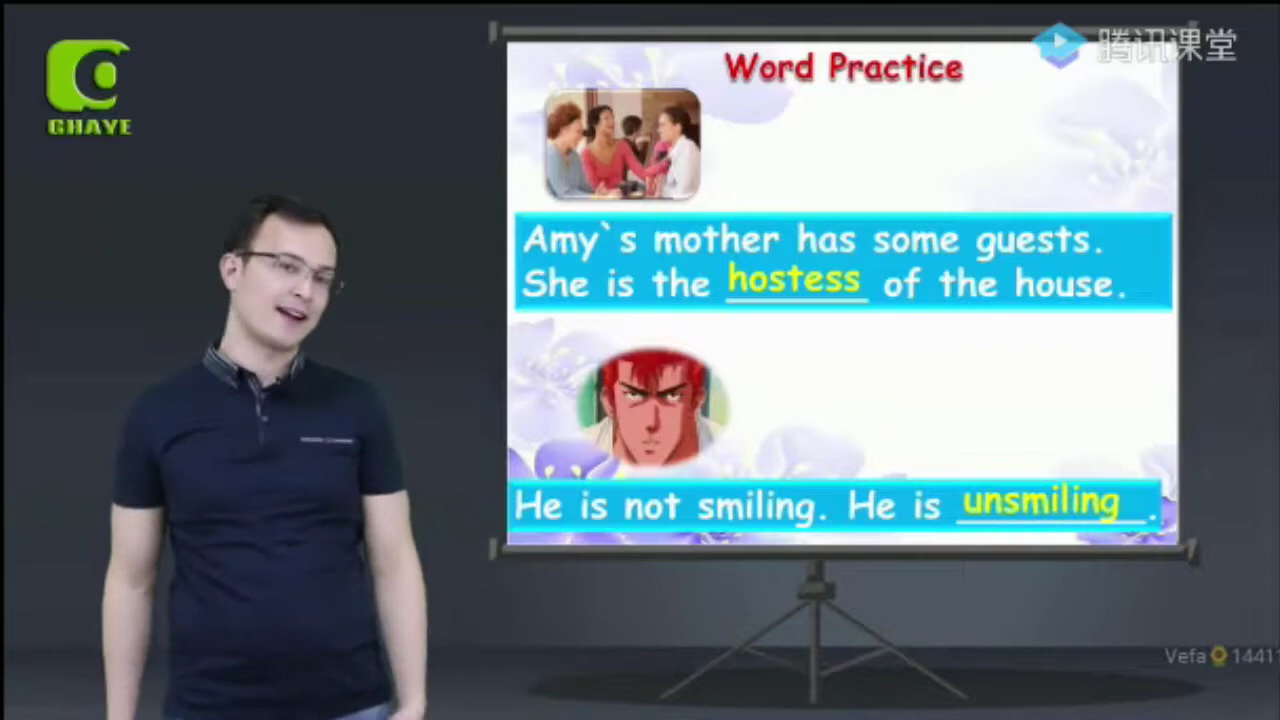 GHAYE
腾讯课堂
Word Practice
Amy`s mother has some guests.
She is the hostess of the house.
He is not smiling. He is unsmiling.
Vefa 14411